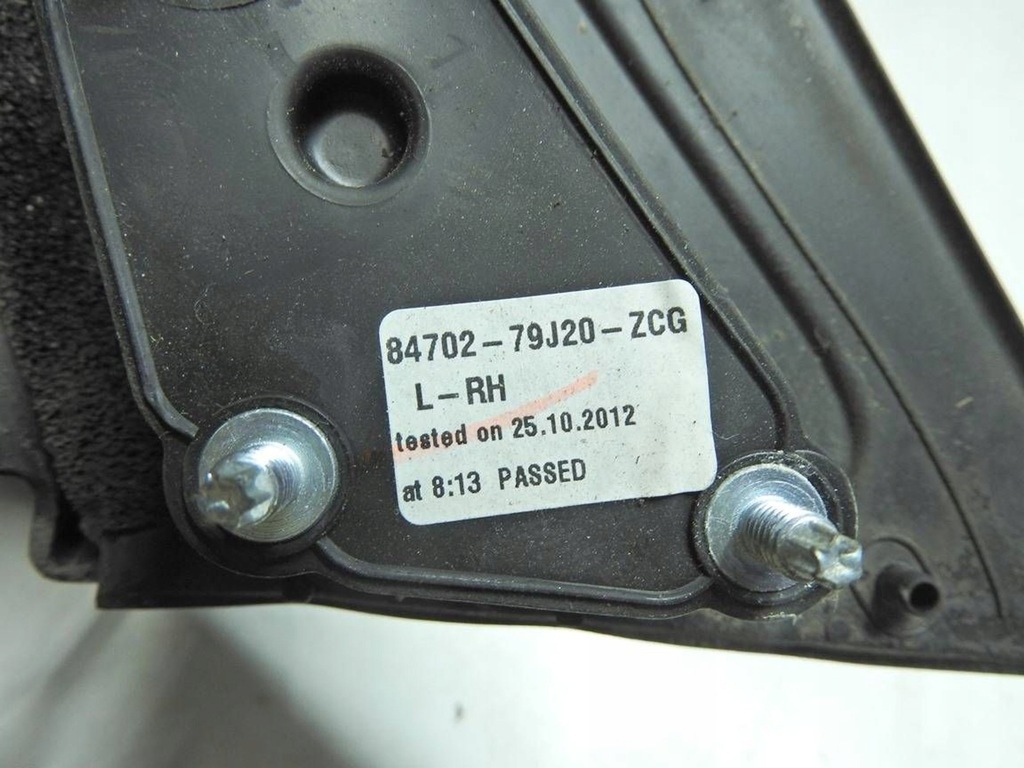 84702-79J20-ZCG
L-RH
tested on 25.10.2012
at 8:13 PASSED